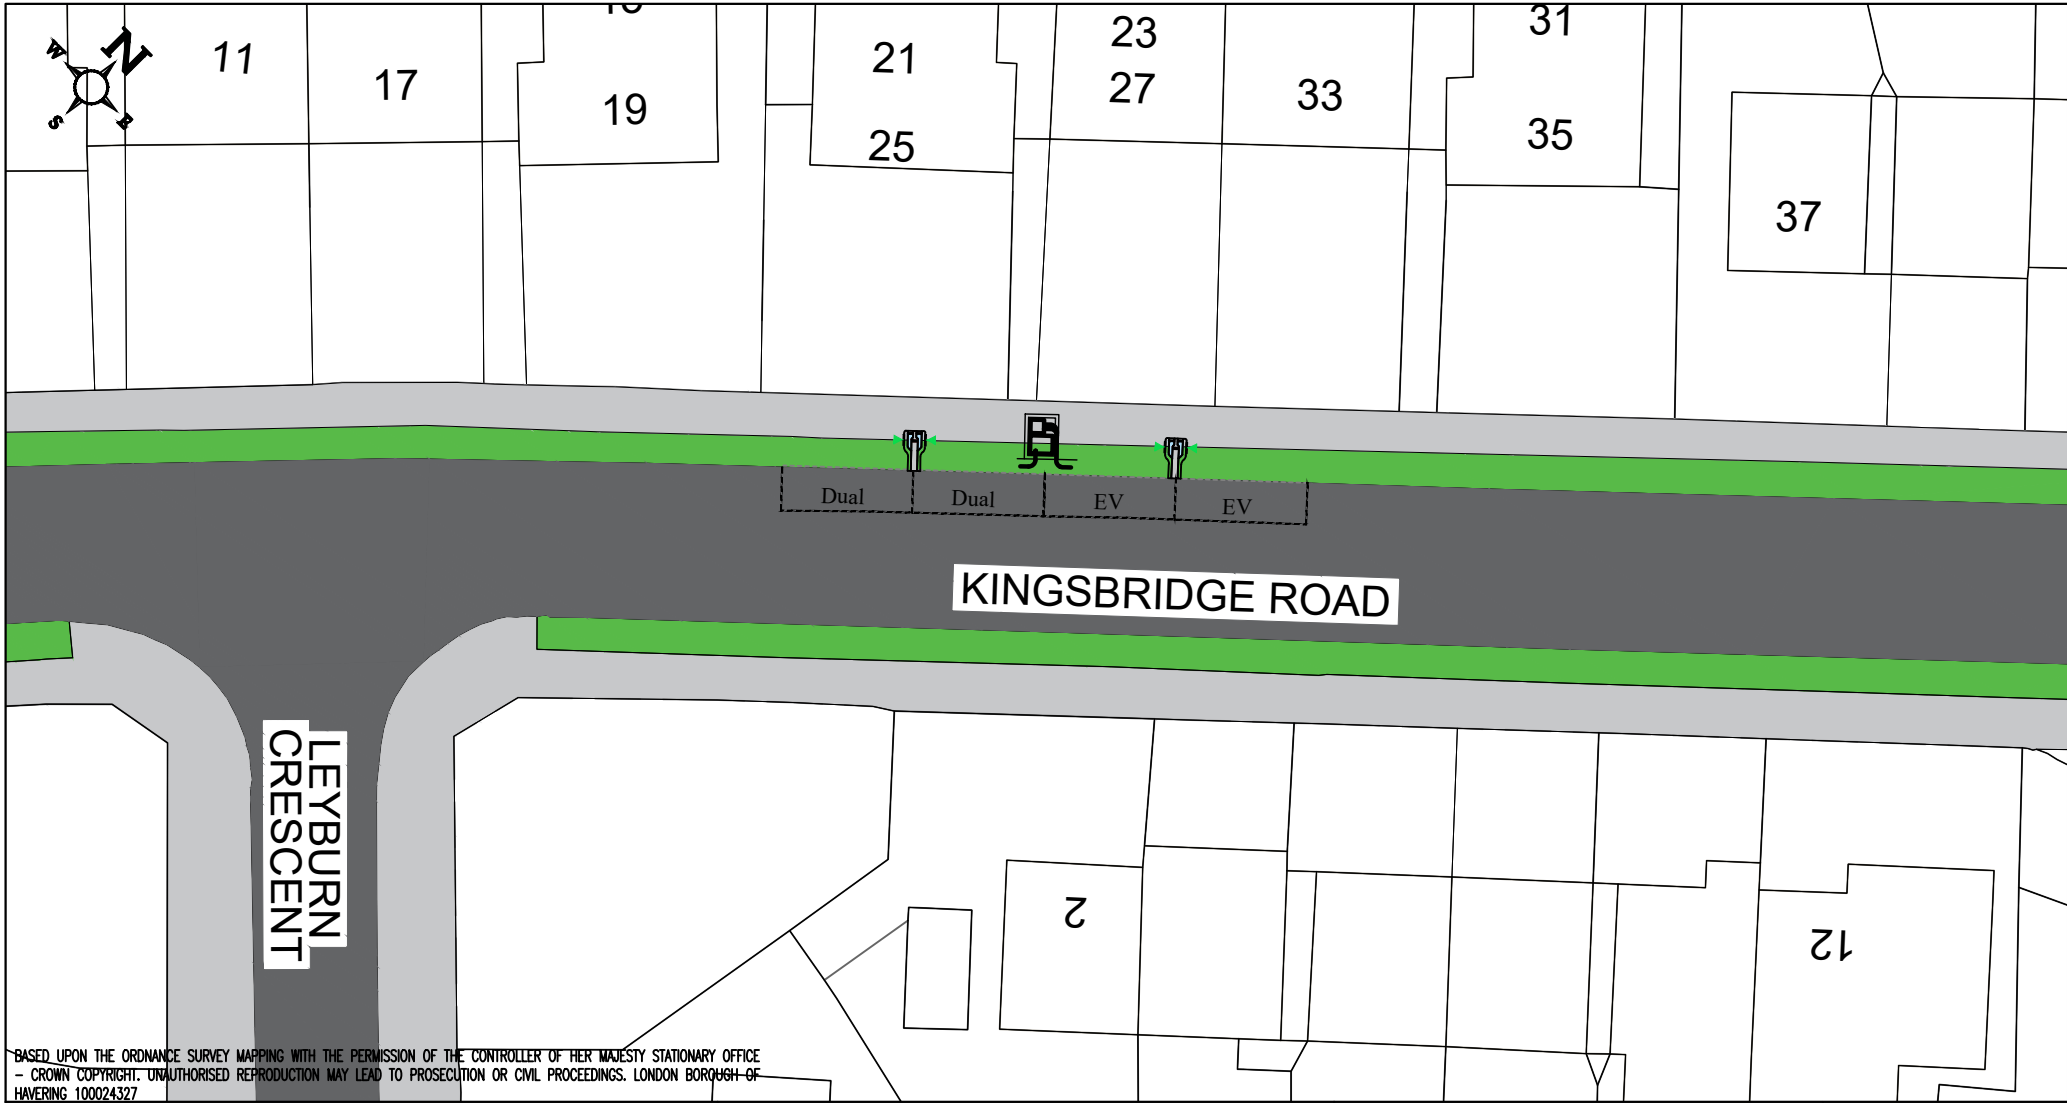 W N
S E
11
17
19
21
25
23
27
33
31
35
37
Dual Dual EV EV
KINGSBRIDGE ROAD
LEYBURN
CRESCENT
2
12
BASED UPON THE ORDNANCE SURVEY MAPPING WITH THE PERMISSION OF THE CONTROLLER OF HER MAJESTY STATIONARY OFFICE
- CROWN COPYRIGHT. UNAUTHORISED REPRODUCTION MAY LEAD TO PROSECUTION OR CIVIL PROCEEDINGS. LONDON BOROUGH OF
HAVERING 100024327